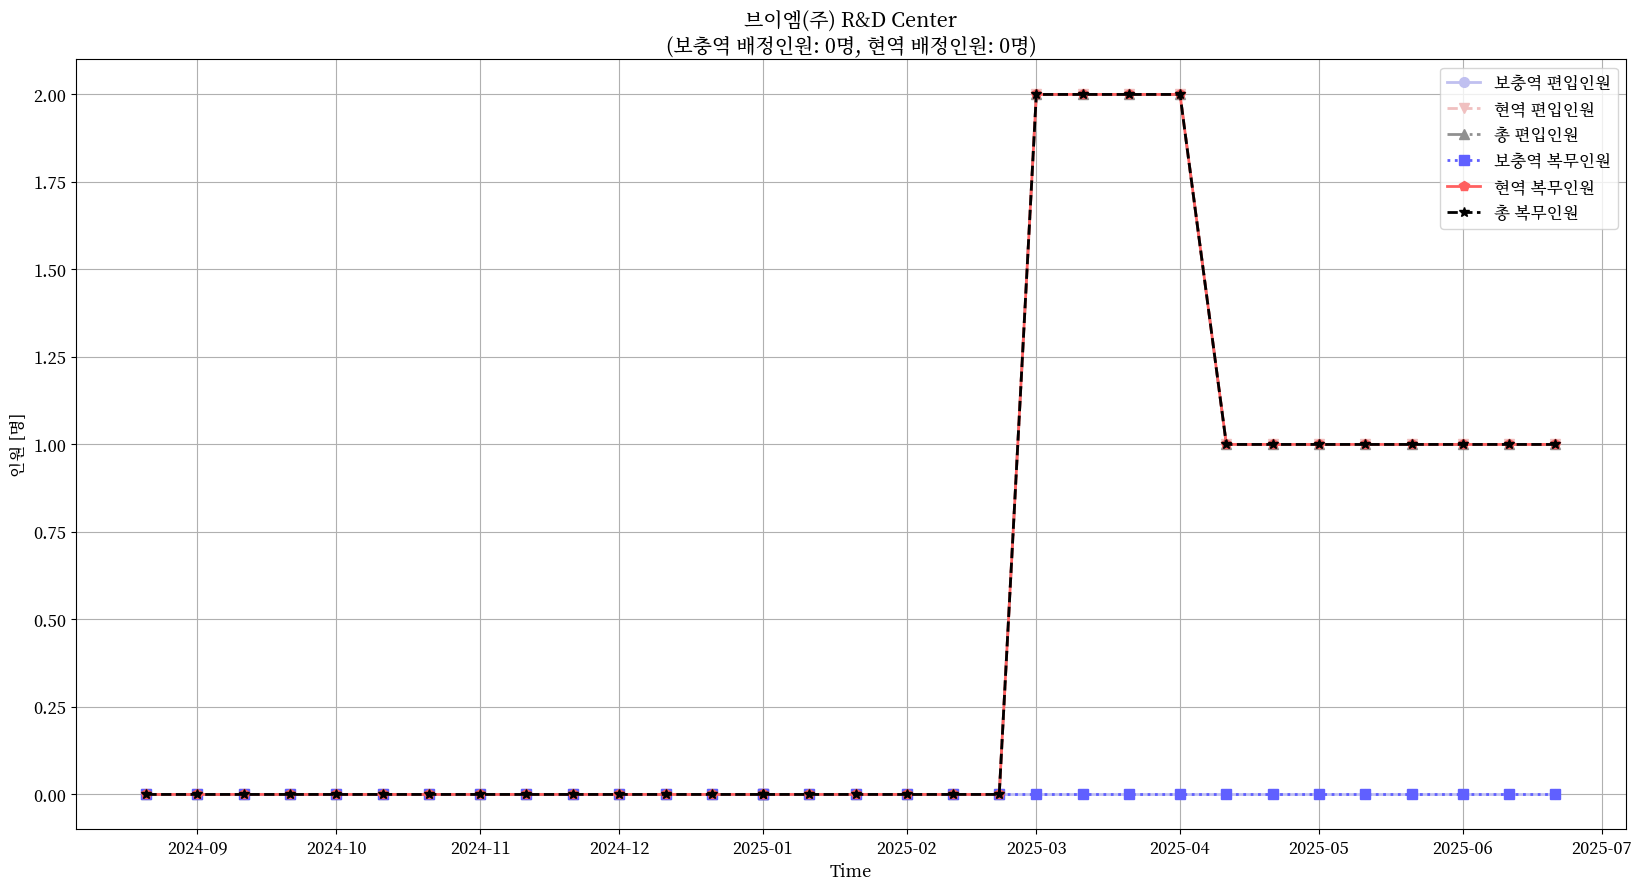 브이엠(주) R&D Center
(보충역 배정인원: 0명, 현역 배정인원: 0명)
보충역 편입인원
현역 편입인원
총 편입인원
보충역 복무인원
현역 복무인원
총 복무인원
인원 [명]
2.00
1.75
1.50
1.25
1.00
0.75
0.50
0.25
0.00
2024-09
2024-10
2024-11
2024-12
2025-01
2025-02
2025-03
2025-04
2025-05
2025-06
2025-07
Time